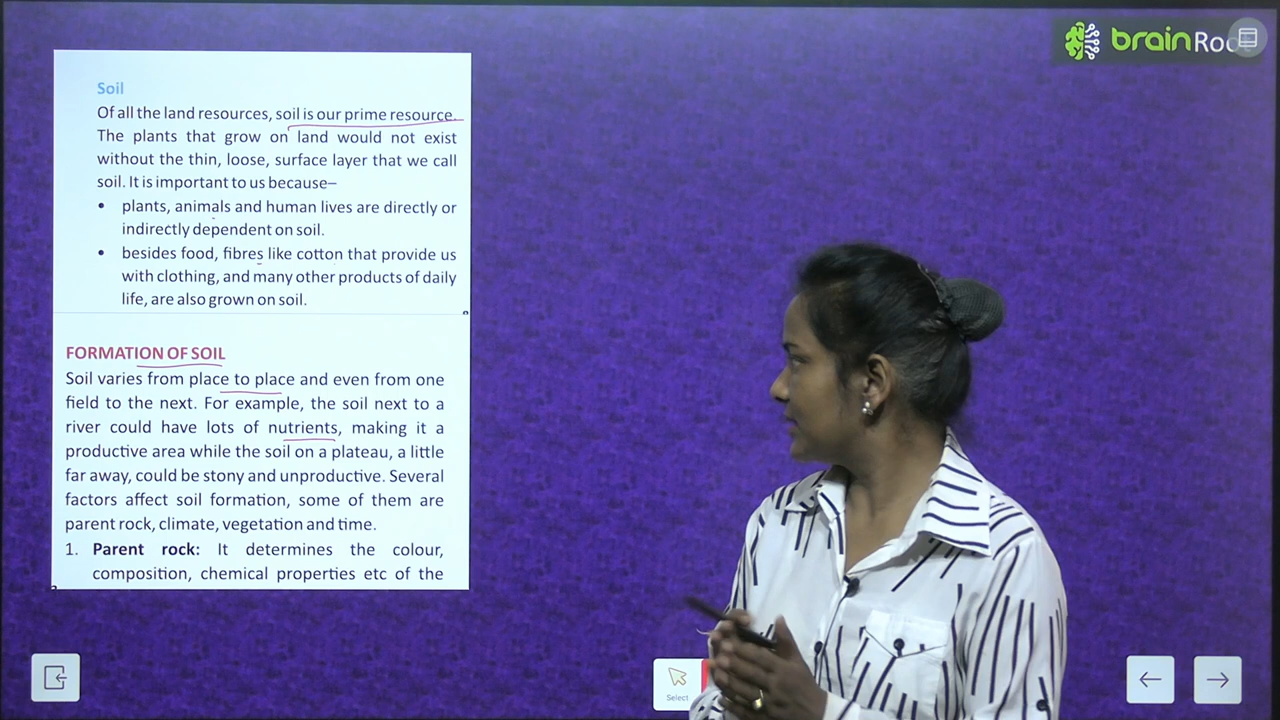 brainRoot
Soil
Of all the land resources, soil is our prime resource.
The plants that grow on land would not exist
without the thin, loose, surface layer that we call
soil. It is important to us because–
• plants, animals and human lives are directly or
indirectly dependent on soil.
• besides food, fibres like cotton that provide us
with clothing, and many other products of daily
life, are also grown on soil.
FORMATION OF SOIL
Soil varies from place to place and even from one
field to the next. For example, the soil next to a
river could have lots of nutrients, making it a
productive area while the soil on a plateau, a little
far away, could be stony and unproductive. Several
factors affect soil formation, some of them are
parent rock, climate, vegetation and time.
1. Parent rock: It determines the colour,
composition, chemical properties etc of the
Select